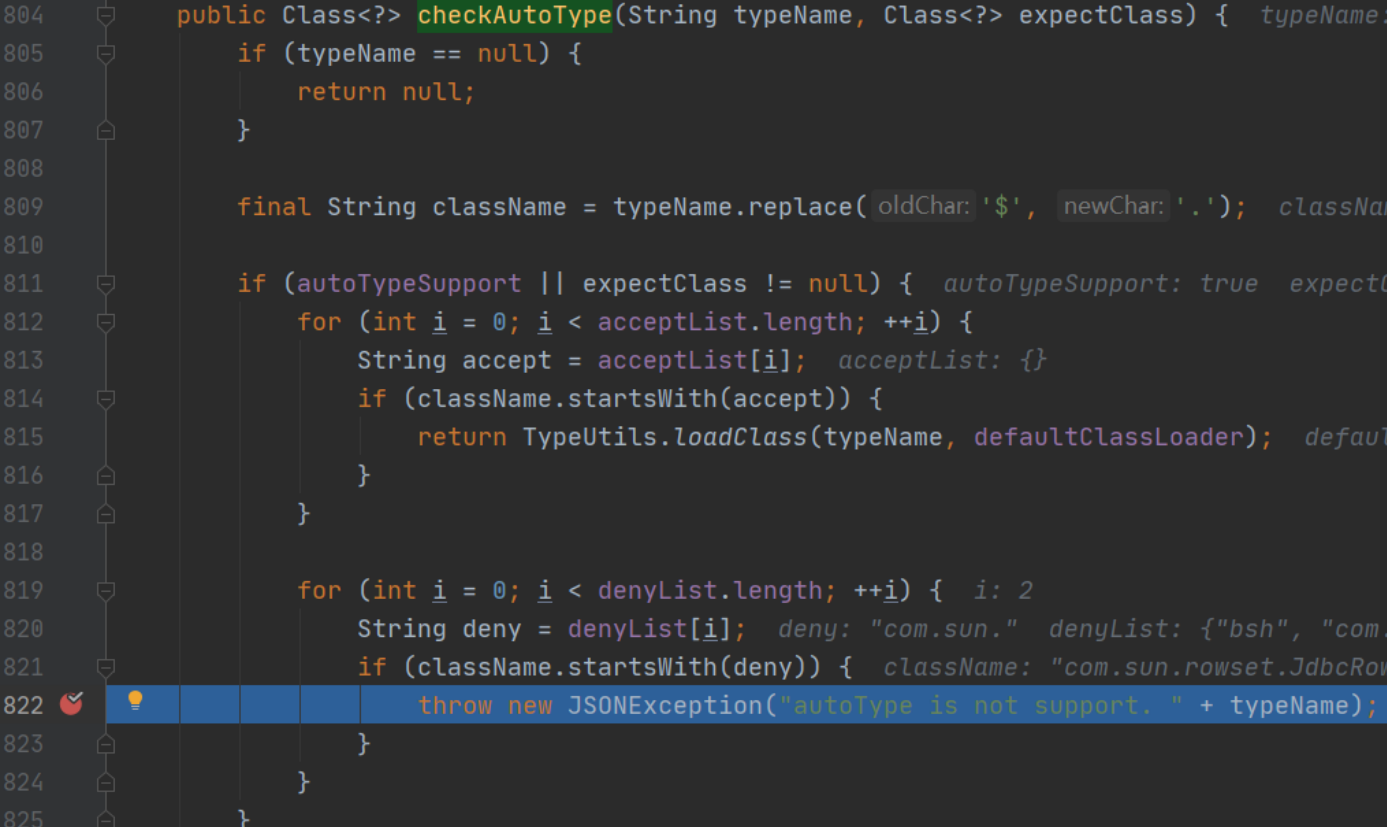 804 public Class<?> checkAutoType(String typeName, Class<?> expectClass) { typeName:
805 if (typeName == null) {
806 return null;
807 }
808
809 final String className = typeName.replace( oldChar: '$', newChar: '.');
810
811 if (autoTypeSupport || expectClass != null) { autoTypeSupport: true
812 for (int i = 0; i < acceptList.length; ++i) {
813 String accept = acceptList[i]; acceptList: {}
814 if (className.startsWith(accept)) {
815 return TypeUtils.loadClass(typeName, defaultClassLoader);
816 }
817 }
818
819 for (int i = 0; i < denyList.length; ++i) { i: 2
820 String deny = denyList[i]; deny: "com.sun." denyList: {"bsh", "com.
821 if (className.startsWith(deny)) { className: "com.sun.rowset.JdbcRow
822 throw new JSONException("autoType is not support. " + typeName);
823 }
824 }
825 }